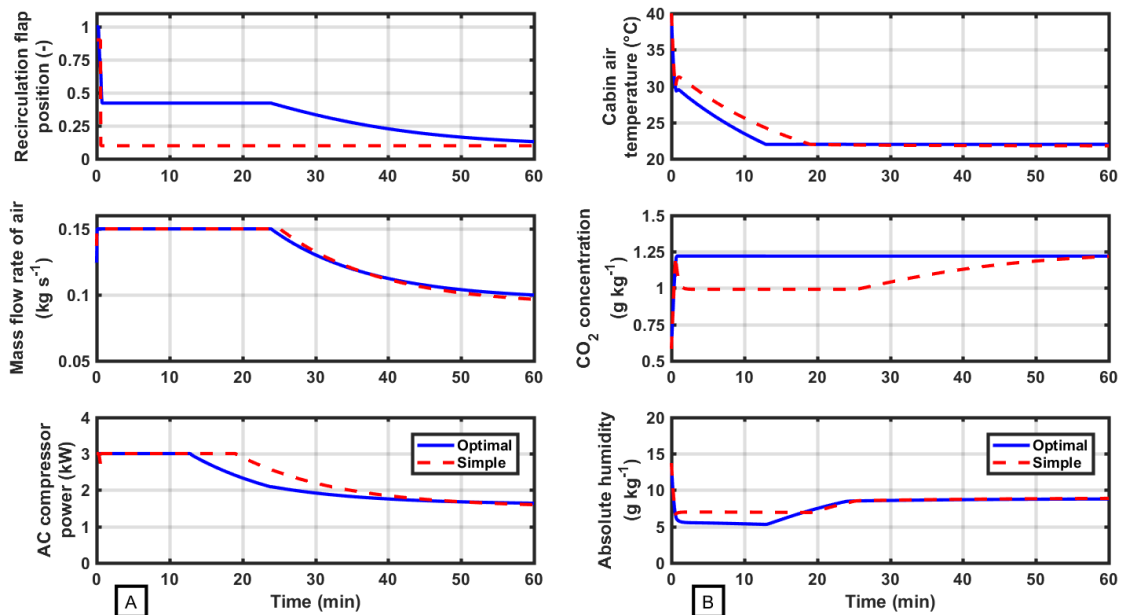 Recirculation flap
position (-)
1
0.75
0.5
0.25
0
0 10 20 30 40 50 60
Mass flow rate of air
(kg s⁻¹)
0.15
0.1
0.05
0 10 20 30 40 50 60
AC compressor
power (kW)
4
3
2
1
0
Optimal
Simple
0 10 20 30 40 50 60
A
Time (min)
Cabin air
temperature (°C)
40
35
30
25
20
0 10 20 30 40 50 60
CO₂ concentration
(g kg⁻¹)
1.5
1.25
1
0.75
0.5
0 10 20 30 40 50 60
Absolute humidity
(g kg⁻¹)
20
15
10
5
0
Optimal
Simple
0 10 20 30 40 50 60
B
Time (min)